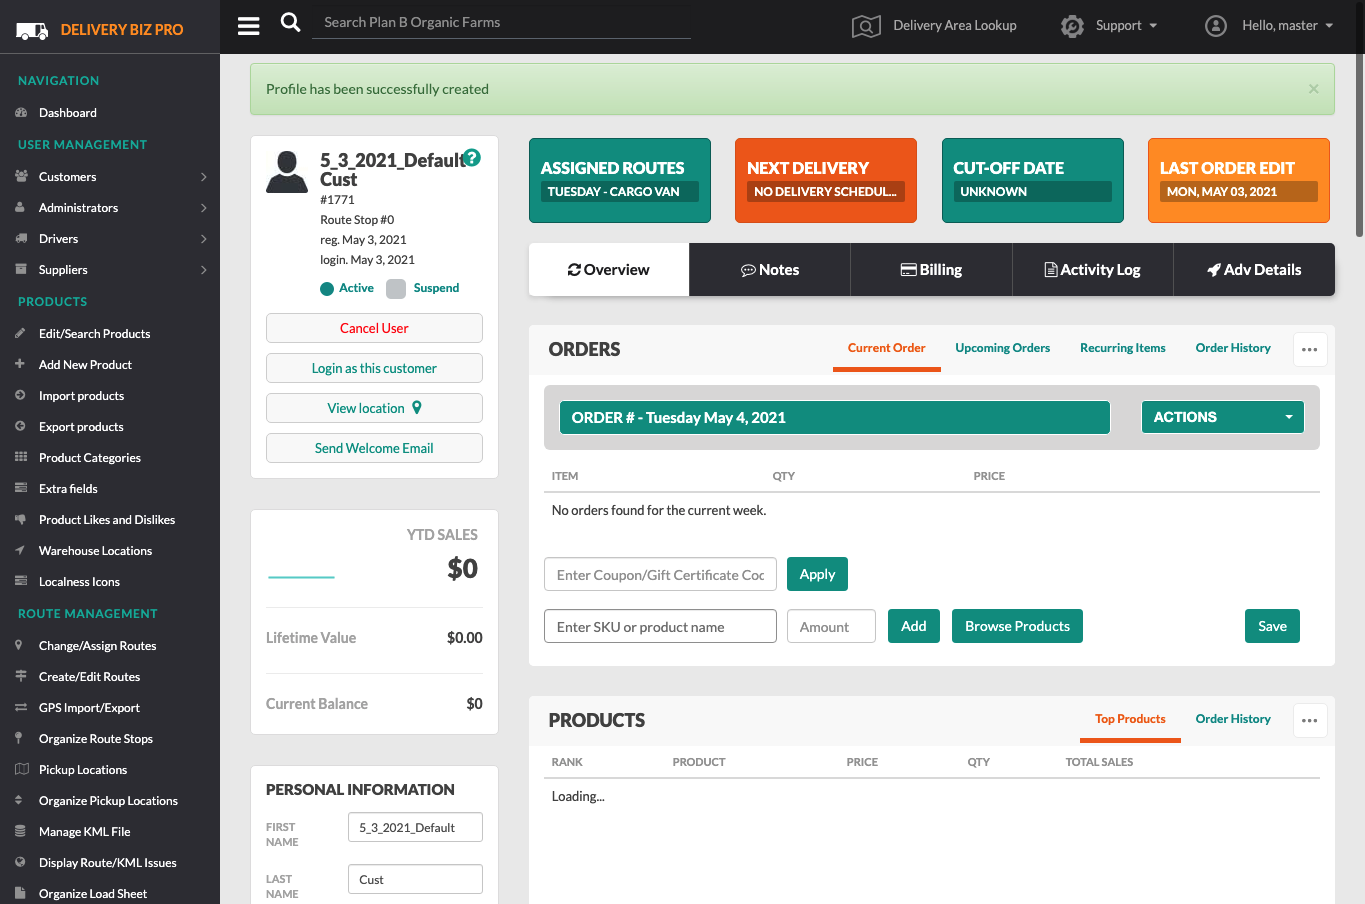 DELIVERY BIZ PRO
Search Plan B Organic Farms
Delivery Area Lookup
Support
Hello, master
NAVIGATION
Dashboard
USER MANAGEMENT
Customers
Administrators
Drivers
Suppliers
PRODUCTS
Edit/Search Products
Add New Product
Import products
Export products
Product Categories
Extra fields
Product Likes and Dislikes
Warehouse Locations
Localness Icons
ROUTE MANAGEMENT
Change/Assign Routes
Create/Edit Routes
GPS Import/Export
Organize Route Stops
Pickup Locations
Organize Pickup Locations
Manage KML File
Display Route/KML Issues
Organize Load Sheet
Profile has been successfully created
×
5_3_2021_Default
Cust
?
#1771
Route Stop #0
reg. May 3, 2021
login. May 3, 2021
Active
Suspend
Cancel User
Login as this customer
View location
Send Welcome Email
YTD SALES
$0
Lifetime Value $0.00
Current Balance $0
PERSONAL INFORMATION
FIRST NAME
5_3_2021_Default
LAST NAME
Cust
ASSIGNED ROUTES
TUESDAY - CARGO VAN
NEXT DELIVERY
NO DELIVERY SCHEDUL...
CUT-OFF DATE
UNKNOWN
LAST ORDER EDIT
MON, MAY 03, 2021
Overview
Notes
Billing
Activity Log
Adv Details
ORDERS
Current Order
Upcoming Orders
Recurring Items
Order History
ORDER # - Tuesday May 4, 2021
ACTIONS
ITEM QTY PRICE
No orders found for the current week.
Enter Coupon/Gift Certificate Coc
Apply
Enter SKU or product name
Amount
Add
Browse Products
Save
PRODUCTS
Top Products
Order History
RANK PRODUCT PRICE QTY TOTAL SALES
Loading...